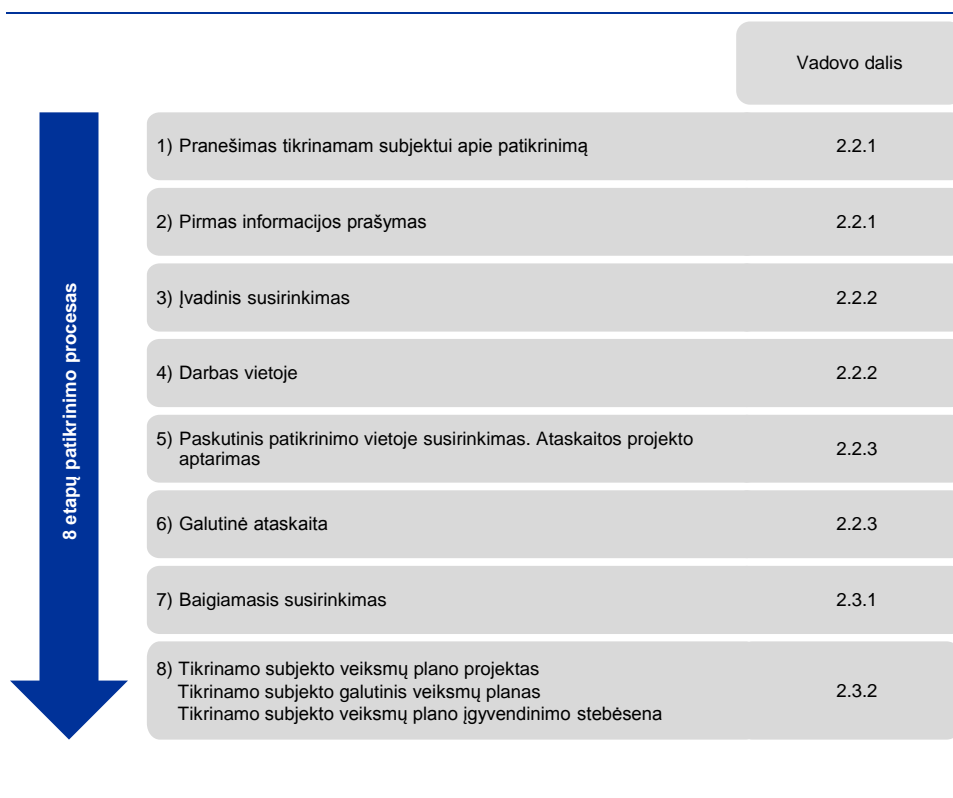 Vadovo dalis
8 etapų patikrinimo procesas
1) Pranešimas tikrinamam subjektui apie patikrinimą 2.2.1
2) Pirmas informacijos prašymas 2.2.1
3) Įvadinis susirinkimas 2.2.2
4) Darbas vietoje 2.2.2
5) Paskutinis patikrinimo vietoje susirinkimas. Ataskaitos projekto
aptarimas 2.2.3
6) Galutinė ataskaita 2.2.3
7) Baigiamasis susirinkimas 2.3.1
8) Tikrinamo subjekto veiksmų plano projektas
Tikrinamo subjekto galutinis veiksmų planas 2.3.2
Tikrinamo subjekto veiksmų plano įgyvendinimo stebėsena